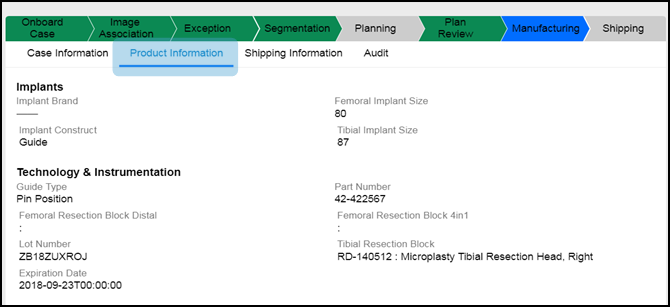 Onboard Case
Image Association
Exception
Segmentation
Planning
Plan Review
Manufacturing
Shipping
Case Information
Product Information
Shipping Information
Audit
Implants
Implant Brand
Femoral Implant Size
——
80
Implant Construct
Tibial Implant Size
Guide
87
Technology & Instrumentation
Guide Type
Part Number
Pin Position
42-422567
Femoral Resection Block Distal
Femoral Resection Block 4in1
:
:
Lot Number
Tibial Resection Block
ZB18ZUXROJ
RD-140512 : Microplasty Tibial Resection Head, Right
Expiration Date
2018-09-23T00:00:00